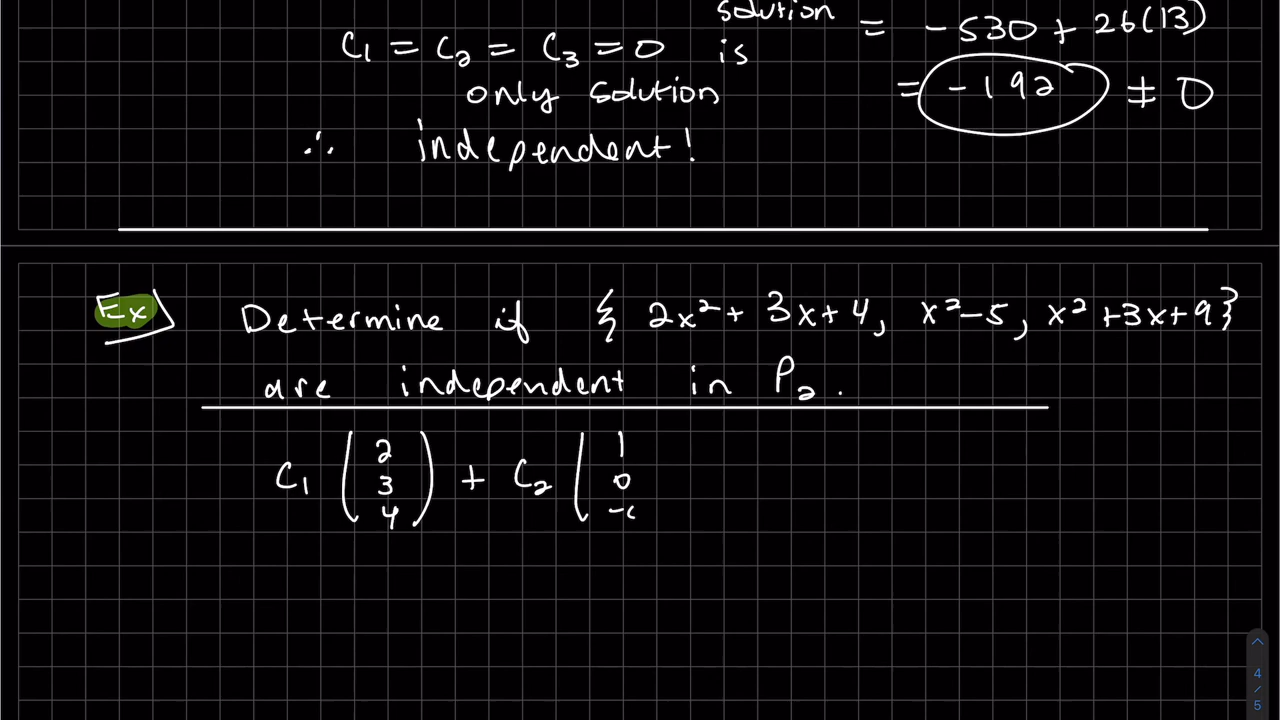 solution
= -530 + 26(13)
C1 = C2 = C3 = 0 is
only solution
= -192 ≠ 0
∴ independent!
Ex) Determine if { 2x²+ 3x+4, x²-5, x²+3x+9}
are independent in P2.
C1 (2 3 4) + C2 (1 0 -
4 / 5